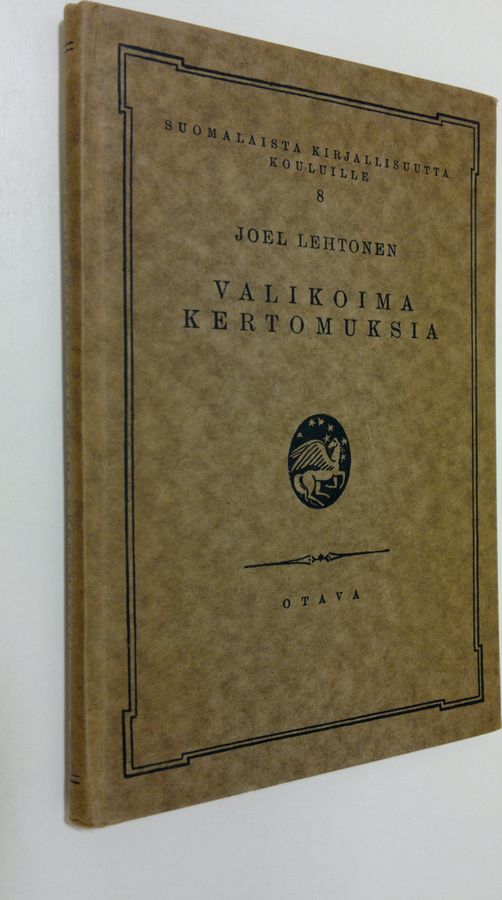 SUOMALAISTA KIRJALLISUUTTA
KOULUILLE
8
JOEL LEHTONEN
VALIKOIMA
KERTOMUKSIA
OTAVA